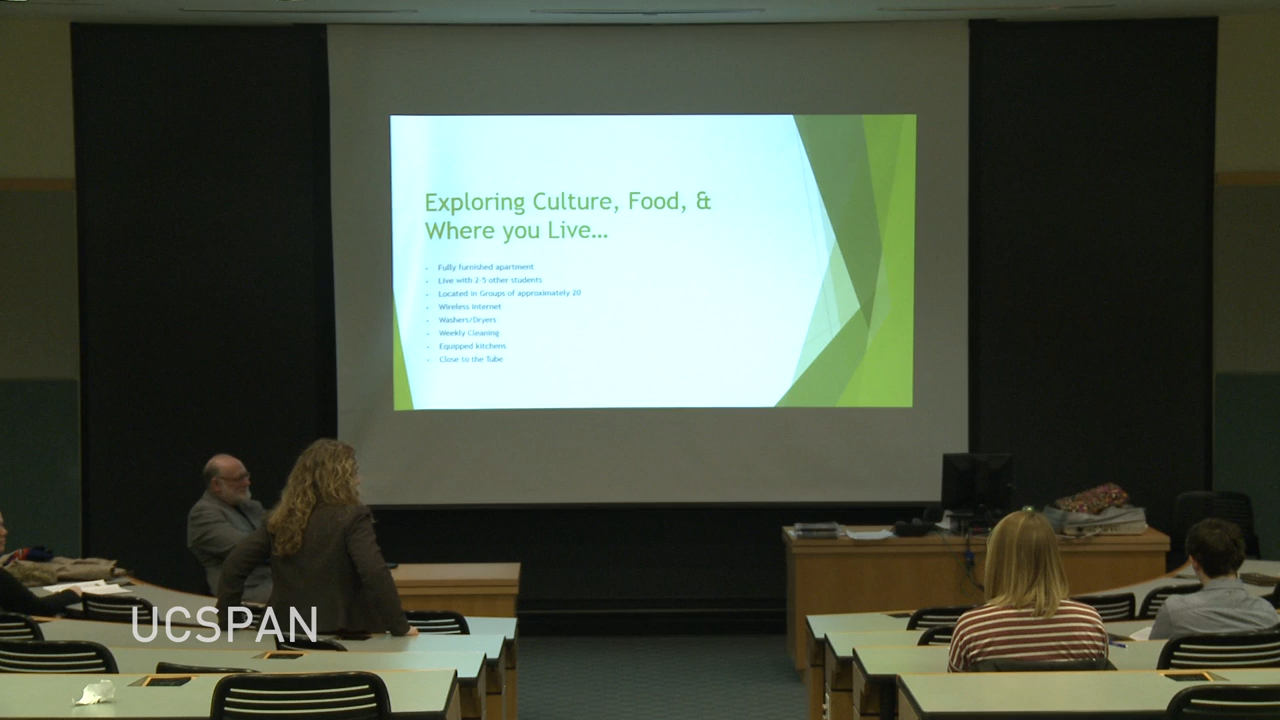 Exploring Culture, Food, &
Where you Live...
- Fully furnished apartment
- Live with 2-5 other students
- Located in Groups of approximately 20
- Wireless Internet
- Washers/Dryers
- Weekly Cleaning
- Equipped kitchens
- Close to the Tube
UCSPAN